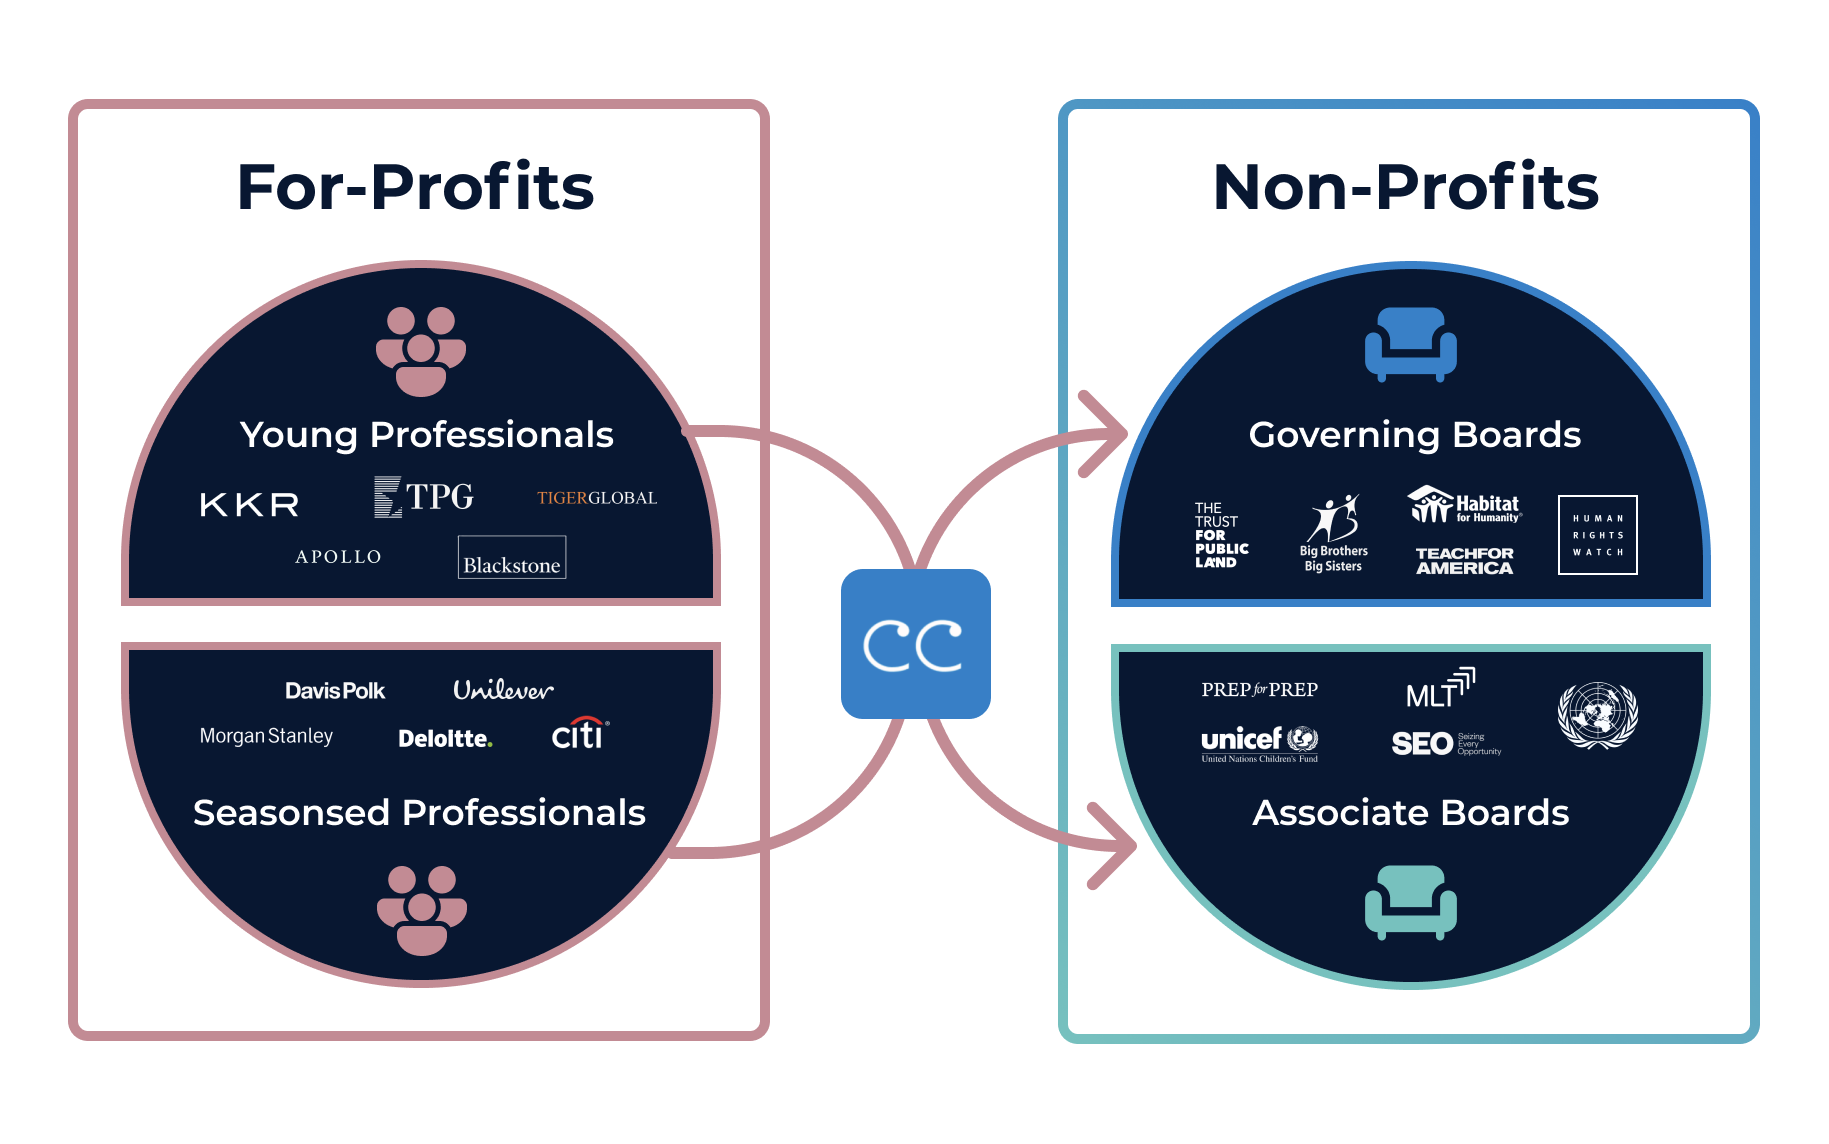 For-Profits
Young Professionals
KKR
TPG
TIGERGLOBAL
APOLLO
Blackstone
DavisPolk
Unilever
Morgan Stanley
Deloitte.
citi®
Seasonsed Professionals
CC
Non-Profits
Governing Boards
THE
TRUST
FOR
PUBLIC
LAND
Big Brothers
Big Sisters
Habitat
for Humanity®
TEACHFOR
AMERICA
HUMAN
RIGHTS
WATCH
PREP for PREP
MLT
unicef
United Nations Children's Fund
SEO Seizing
Every
Opportunity
Associate Boards